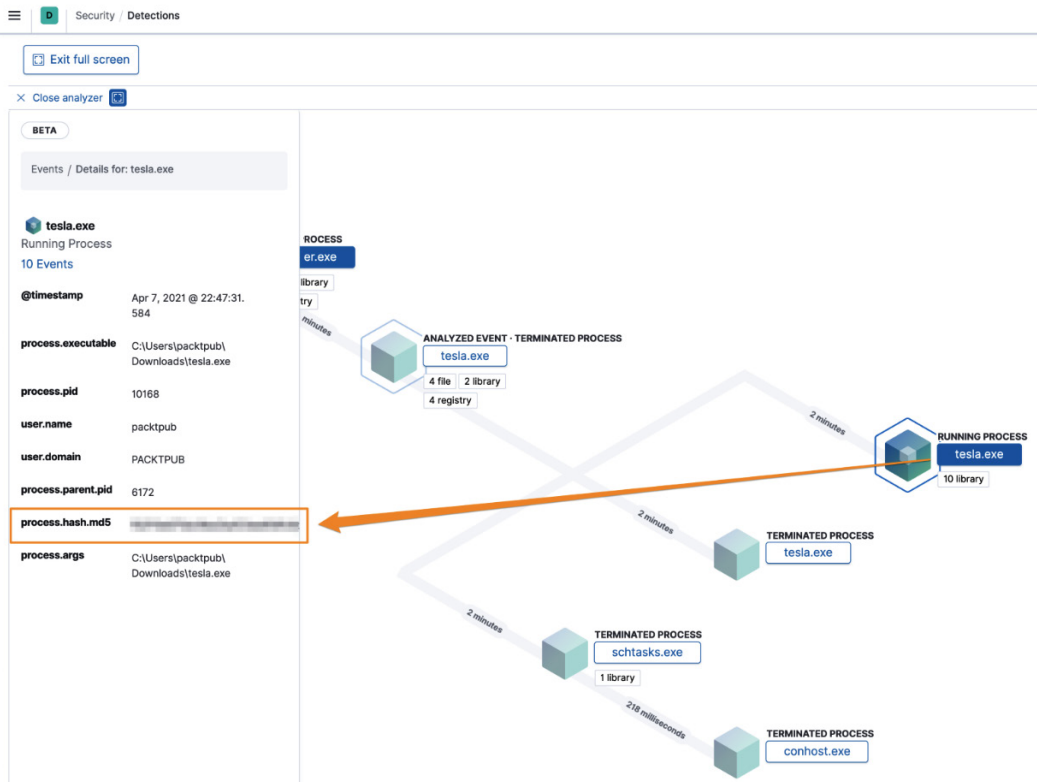 D Security / Detections
Exit full screen
Close analyzer
BETA
Events / Details for: tesla.exe
tesla.exe
Running Process
10 Events
@timestamp Apr 7, 2021 @ 22:47:31.
584
process.executable C:\Users\packtpub\
Downloads\tesla.exe
process.pid 10168
user.name packtpub
user.domain PACKTPUB
process.parent.pid 6172
process.hash.md5
process.args C:\Users\packtpub\
Downloads\tesla.exe
ROCESS
er.exe
library
try
minutes
ANALYZED EVENT · TERMINATED PROCESS
tesla.exe
4 file 2 library
4 registry
2 minutes
RUNNING PROCESS
tesla.exe
10 library
2 minutes
TERMINATED PROCESS
tesla.exe
2 minutes
TERMINATED PROCESS
schtasks.exe
1 library
218 milliseconds
TERMINATED PROCESS
conhost.exe